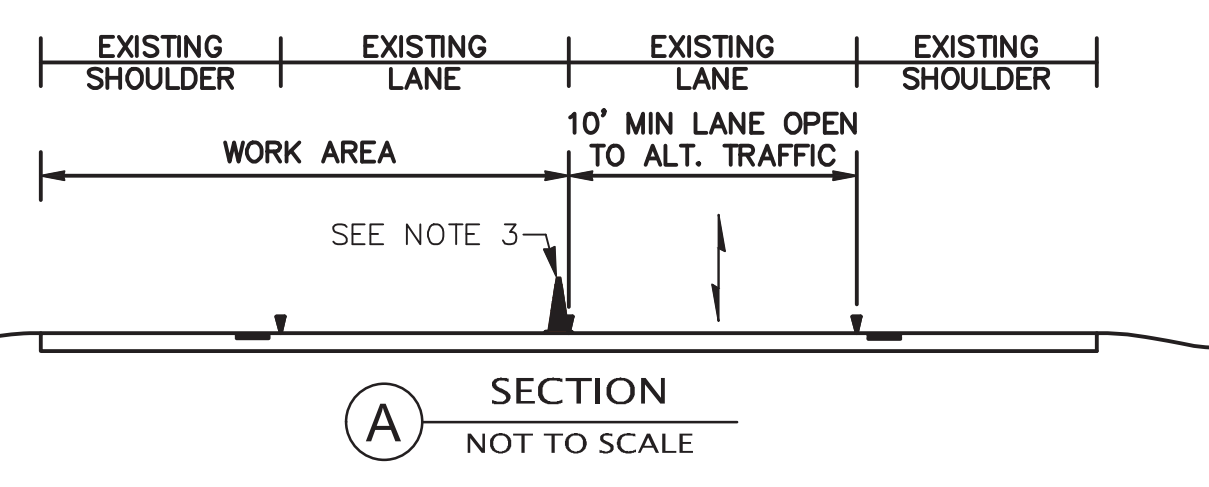 EXISTING
SHOULDER
EXISTING
LANE
EXISTING
LANE
EXISTING
SHOULDER
WORK AREA
10' MIN LANE OPEN
TO ALT. TRAFFIC
SEE NOTE 3
A
SECTION
NOT TO SCALE